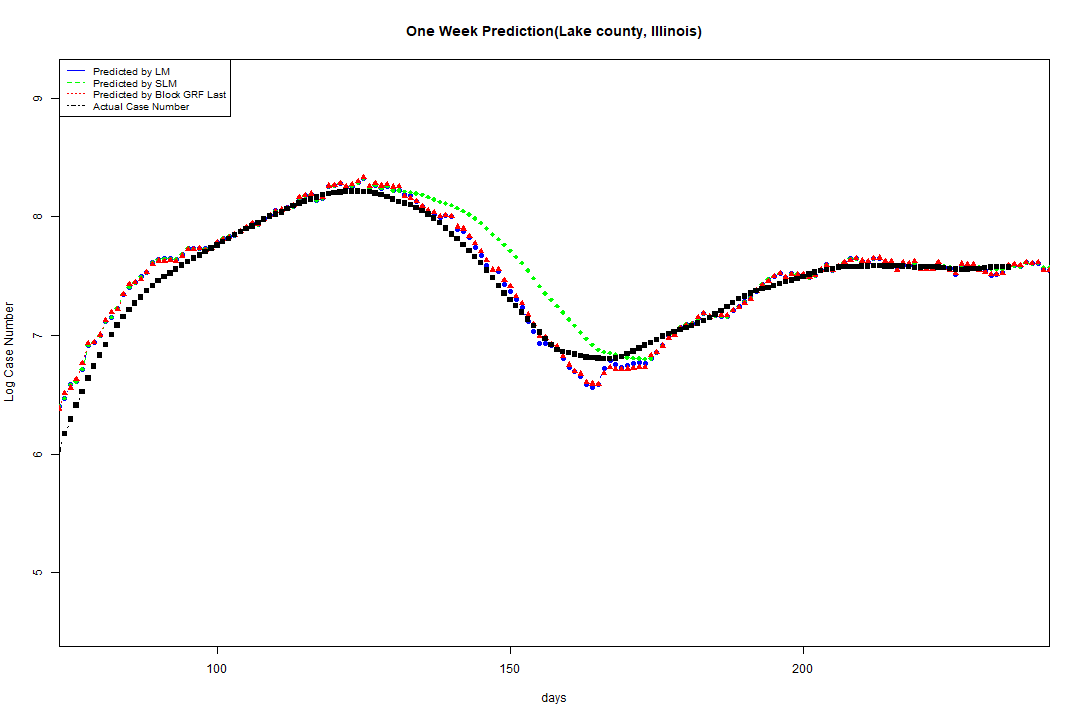 One Week Prediction(Lake county, Illinois)
Predicted by LM
Predicted by SLM
Predicted by Block GRF Last
Actual Case Number
9
8
7
6
5
Log Case Number
100 150 200
days